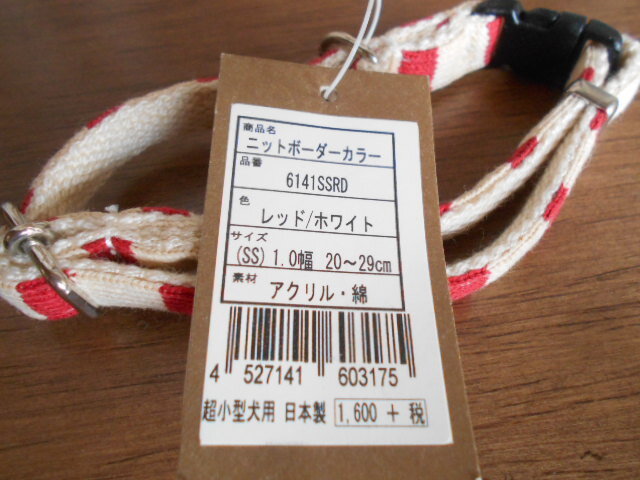 商品名
ニットボーダーカラー
品番
6141SSRD
色
レッド/ホワイト
サイズ
(SS) 1.0幅 20～29cm
素材
アクリル・綿
4 527141 603175
超小型犬用 日本製 1,600 + 税